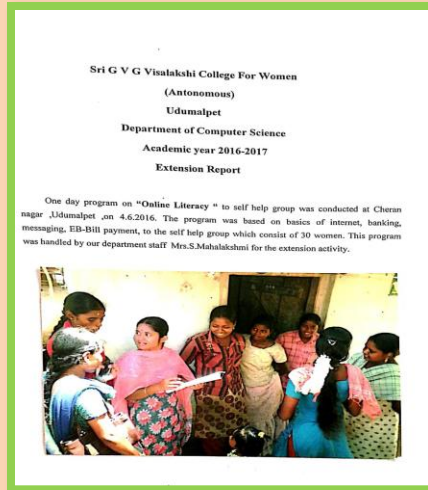 Sri G V G Visalakshi College For Women
(Antonomous)
Udumalpet
Department of Computer Science
Academic year 2016-2017
Extension Report
One day program on "Online Literacy " to self help group was conducted at Cheran
nagar ,Udumalpet ,on 4.6.2016. The program was based on basics of internet, banking,
messaging, EB-Bill payment, to the self help group which consist of 30 women. This program
was handled by our department staff Mrs.S.Mahalakshmi for the extension activity.